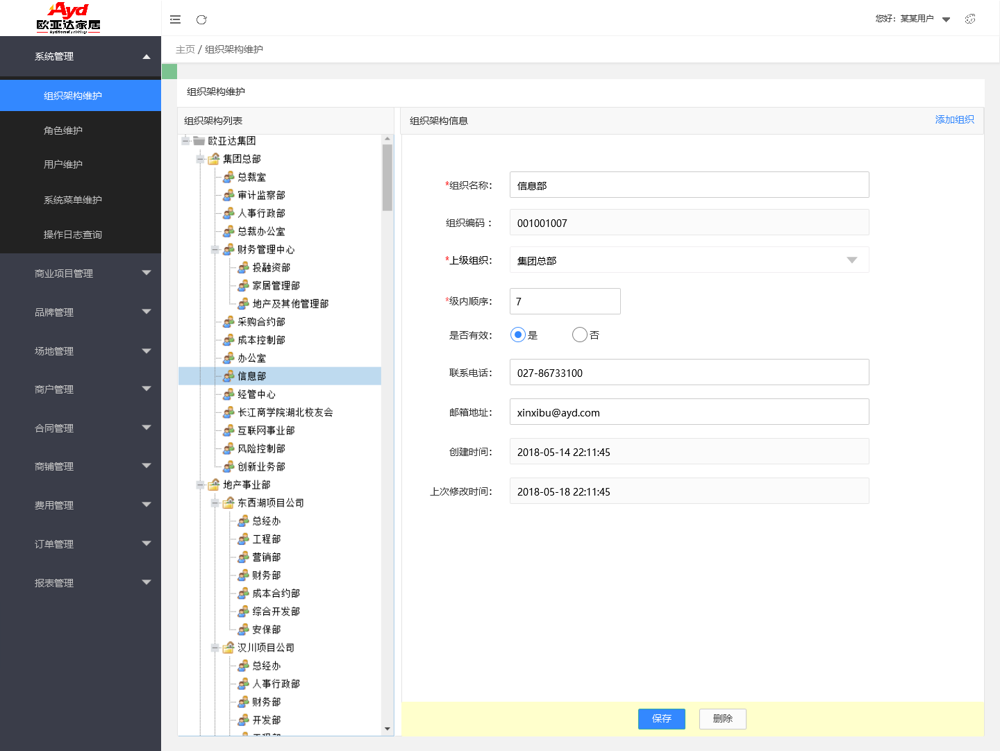 Ayd
欧亚达家居
AydHomeFurnishings
您好：某某用户
主页 / 组织架构维护
系统管理
组织架构维护
角色维护
用户维护
系统菜单维护
操作日志查询
商业项目管理
品牌管理
场地管理
商户管理
合同管理
商铺管理
费用管理
订单管理
报表管理
组织架构维护
组织架构列表
欧亚达集团
集团总部
总裁室
审计监察部
人事行政部
总裁办公室
财务管理中心
投融资部
家居管理部
地产及其他管理部
采购合约部
成本控制部
办公室
信息部
经管中心
长江商学院湖北校友会
互联网事业部
风险控制部
创新业务部
地产事业部
东西湖项目公司
总经办
工程部
营销部
财务部
成本合约部
综合开发部
安保部
汉川项目公司
总经办
人事行政部
财务部
开发部
组织架构信息
添加组织
*组织名称： 信息部
组织编码 ： 001001007
*上级组织： 集团总部
*级内顺序： 7
是否有效： 是 否
联系电话： 027-86733100
邮箱地址： xinxibu@ayd.com
创建时间： 2018-05-14 22:11:45
上次修改时间： 2018-05-18 22:11:45
保存 删除